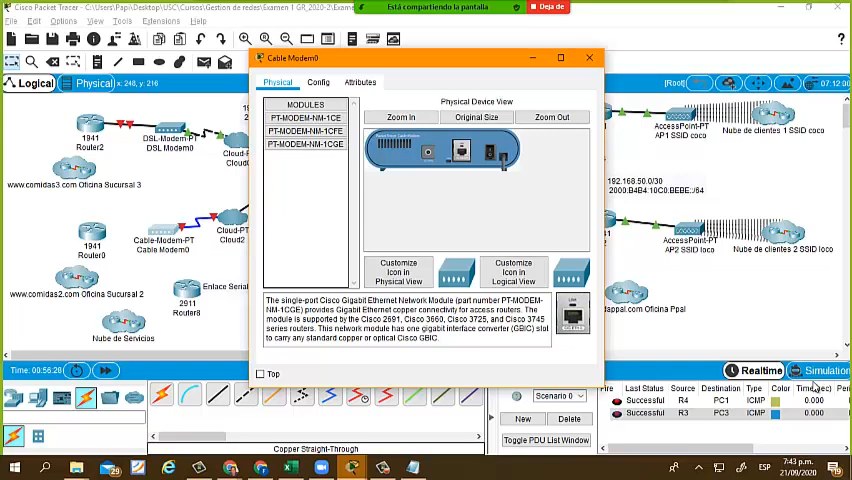 Cisco Packet Tracer - C:\Users\Papi\Desktop\USC\Cursos\Gestion de redes\Examen 1 GR_2020-2\Exame
Está compartiendo la pantalla
Deja de
File Edit Options View Tools Extensions Help
Logical
Physical
x: 248, y: 216
[Root]
07:12:00
Cable Modem0
Physical Config Attributes
MODULES
PT-MODEM-NM-1CE
PT-MODEM-NM-1CFE
PT-MODEM-NM-1CGE
Physical Device View
Zoom In Original Size Zoom Out
Customize
Icon in
Physical View
Customize
Icon in
Logical View
The single-port Cisco Gigabit Ethernet Network Module (part number PT-MODEM-
NM-1CGE) provides Gigabit Ethernet copper connectivity for access routers. The
module is supported by the Cisco 2691, Cisco 3660, Cisco 3725, and Cisco 3745
series routers. This network module has one gigabit interface converter (GBIC) slot
to carry any standard copper or optical Cisco GBIC.
Top
1941
Router2
DSL-Modem-PT
DSL Modem0
Cloud-P
www.comidas3.com Oficina Sucursal 3
1941
Router0
Cable-Modem-PT
Cable Modem0
Cloud-PT
Cloud2
www.comidas2.com Oficina Sucursal 2
2911
Router8
Enlace Serial
Nube de Servicios
AccessPoint-PT
AP1 SSID coco
Nube de clientes 1 SSID coco
192.168.50.0/30
2000:B4B4:10C0:BEBE:/64
AccessPoint-PT
AP2 SSID loco
Nube de clientes 2 SSID loco
Oficina Ppal
Time: 00:56:28
Realtime
Simulation
Scenario 0
New Delete
Toggle PDU List Window
Fire Last Status Source Destination Type Color Time(sec)
Successful R4 PC1 ICMP 0.000
Successful R3 PC3 ICMP 0.000
Copper Straight-Through
ESP
7:43 p.m.
21/09/2020